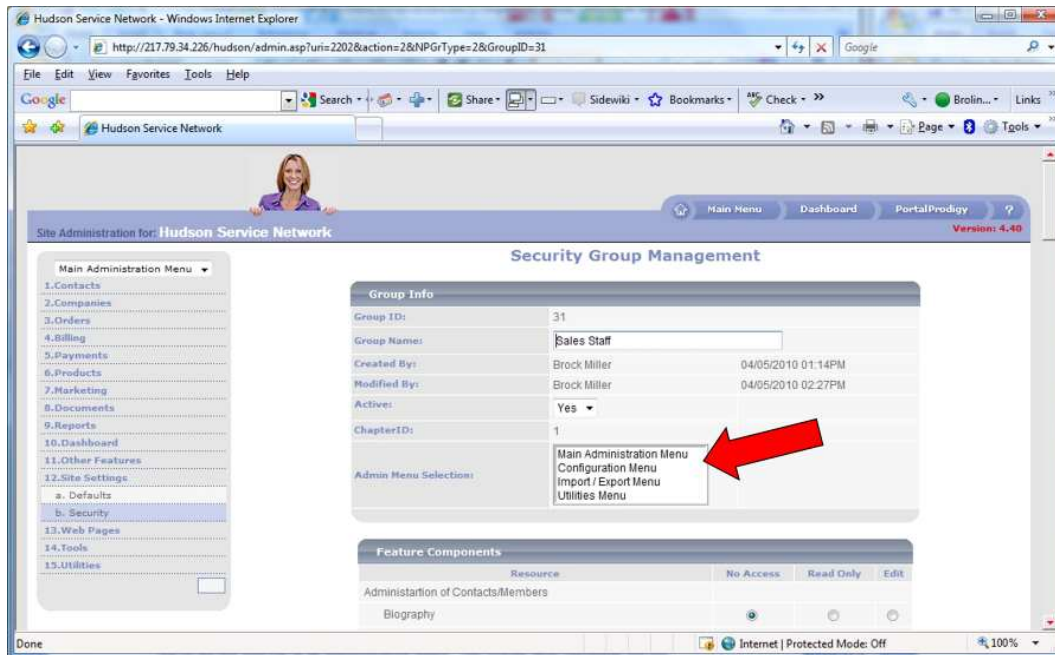 Hudson Service Network - Windows Internet Explorer
http://217.79.34.226/hudson/admin.asp?uri=2202&action=2&NPGrType=2&GroupID=31
Google
File Edit View Favorites Tools Help
Google Search Share Sidewiki Bookmarks Check Brolin... Links
Hudson Service Network Page Tools
Main Menu Dashboard PortalProdigy ?
Site Administration for: Hudson Service Network Version: 4.40
Main Administration Menu
1.Contacts
2.Companies
3.Orders
4.Billing
5.Payments
6.Products
7.Marketing
8.Documents
9.Reports
10.Dashboard
11.Other Features
12.Site Settings
a. Defaults
b. Security
13.Web Pages
14.Tools
15.Utilities
Security Group Management
Group Info
Group ID: 31
Group Name: Sales Staff
Created By: Brock Miller 04/05/2010 01:14PM
Modified By: Brock Miller 04/05/2010 02:27PM
Active: Yes
ChapterID: 1
Admin Menu Selection:
Main Administration Menu
Configuration Menu
Import / Export Menu
Utilities Menu
Feature Components
Resource No Access Read Only Edit
Administartion of Contacts/Members
Biography
Done Internet | Protected Mode: Off 100%